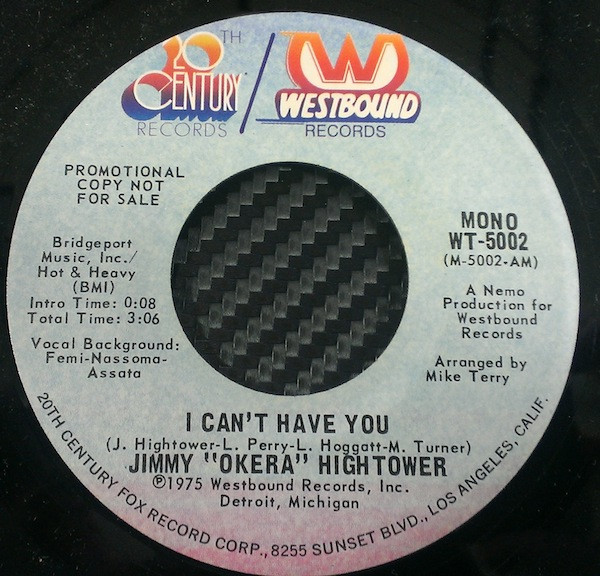 20TH
CENTURY
RECORDS
W
WESTBOUND
RECORDS
PROMOTIONAL
COPY NOT
FOR SALE
Bridgeport
Music, Inc./
Hot & Heavy
(BMI)
Intro Time: 0:08
Total Time: 3:06
Vocal Background:
Femi-Nassoma-
Assata
MONO
WT-5002
(M-5002-AM)
A Nemo
Production for
Westbound
Records
Arranged by
Mike Terry
I CAN'T HAVE YOU
(J. Hightower-L. Perry-L. Hoggatt-M. Turner)
JIMMY "OKERA" HIGHTOWER
℗1975 Westbound Records, Inc.
Detroit, Michigan
20TH CENTURY FOX RECORD CORP., 8255 SUNSET BLVD., LOS ANGELES, CALIF.